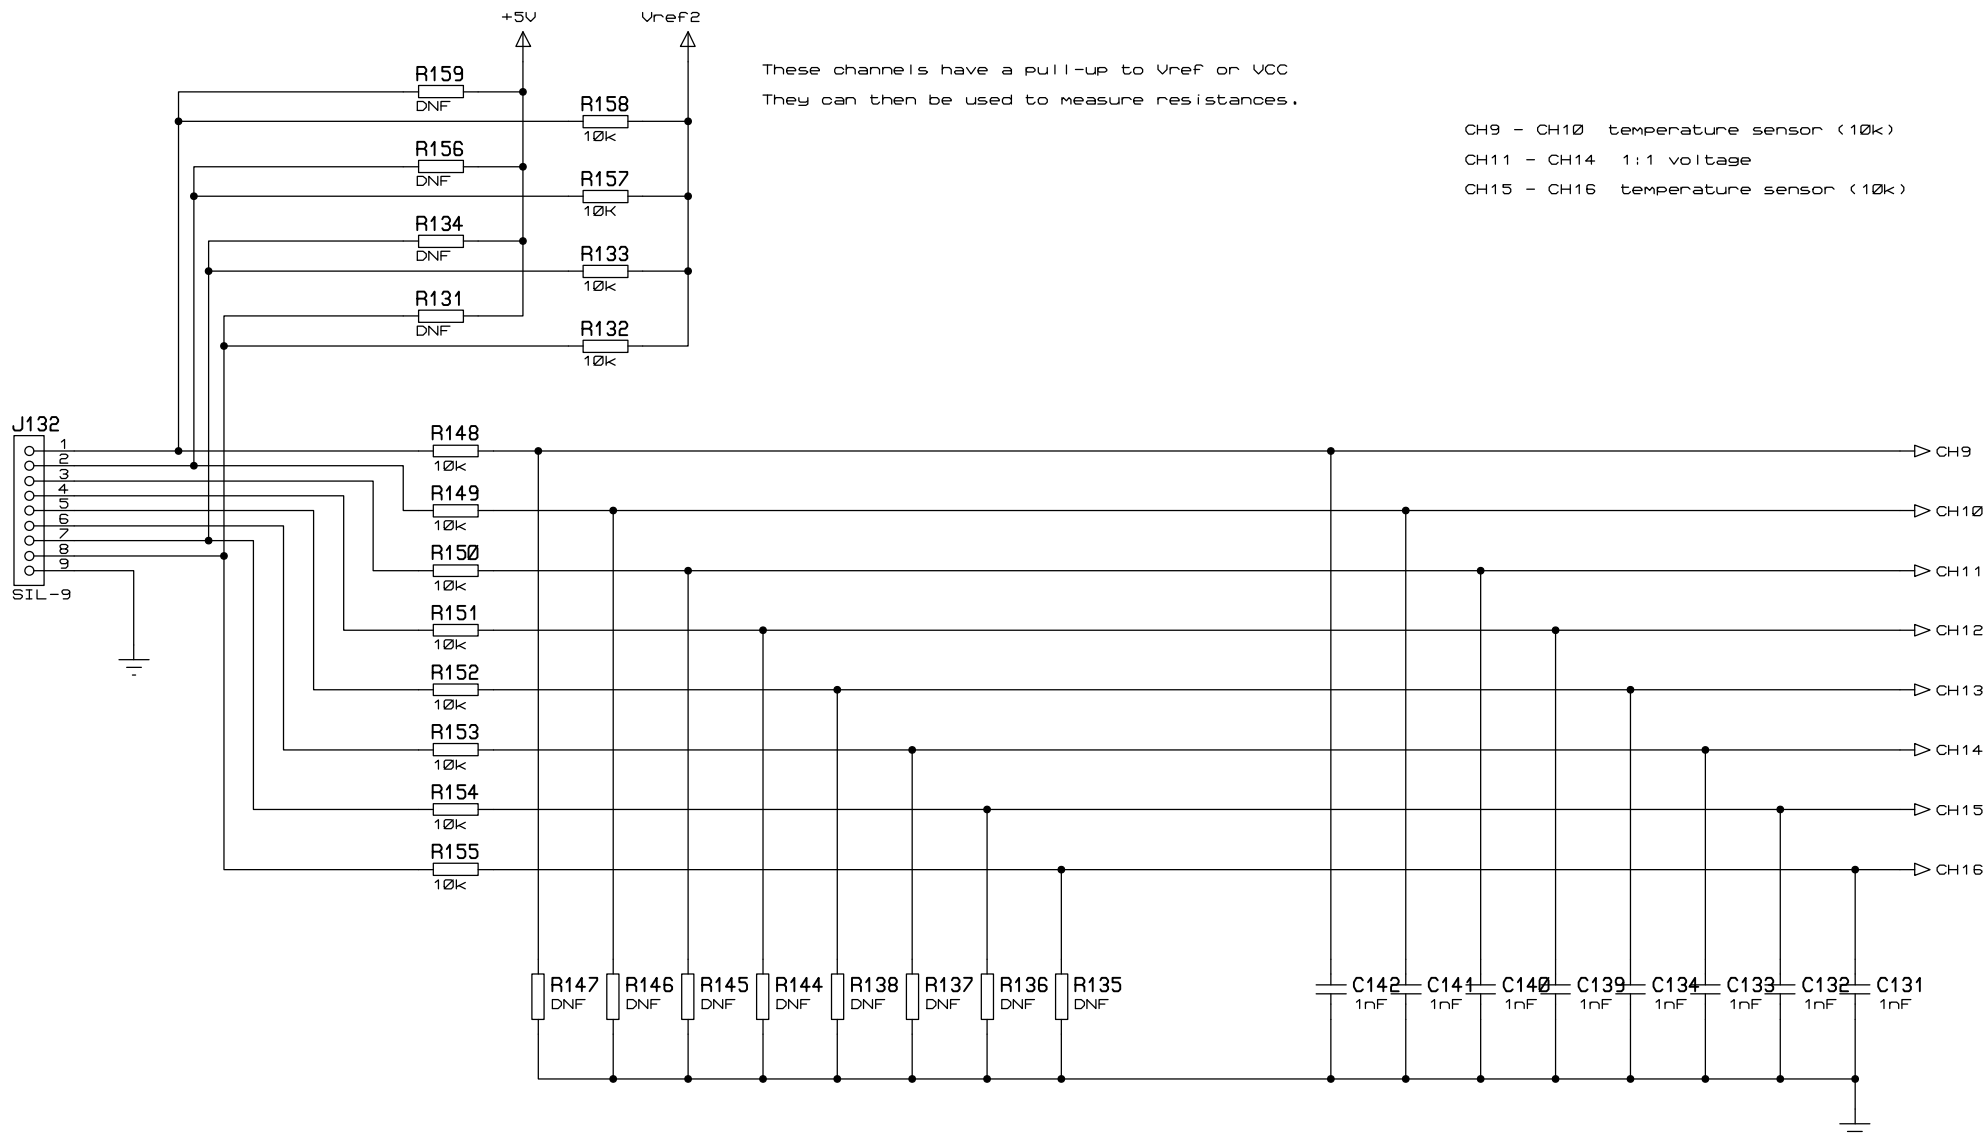 +5V
Vref2
R159
DNF
R158
10k
R156
DNF
R157
10K
R134
DNF
R133
10k
R131
DNF
R132
10k
These channels have a pull-up to Vref or VCC
They can then be used to measure resistances.
CH9 - CH10 temperature sensor (10k)
CH11 - CH14 1:1 voltage
CH15 - CH16 temperature sensor (10k)
J132
1
2
3
4
5
6
7
8
9
SIL-9
R148
10k
CH9
R149
10k
CH10
R150
10k
CH11
R151
10k
CH12
R152
10k
CH13
R153
10k
CH14
R154
10k
CH15
R155
10k
CH16
R147
DNF
R146
DNF
R145
DNF
R144
DNF
R138
DNF
R137
DNF
R136
DNF
R135
DNF
C142
1nF
C141
1nF
C140
1nF
C139
1nF
C134
1nF
C133
1nF
C132
1nF
C131
1nF